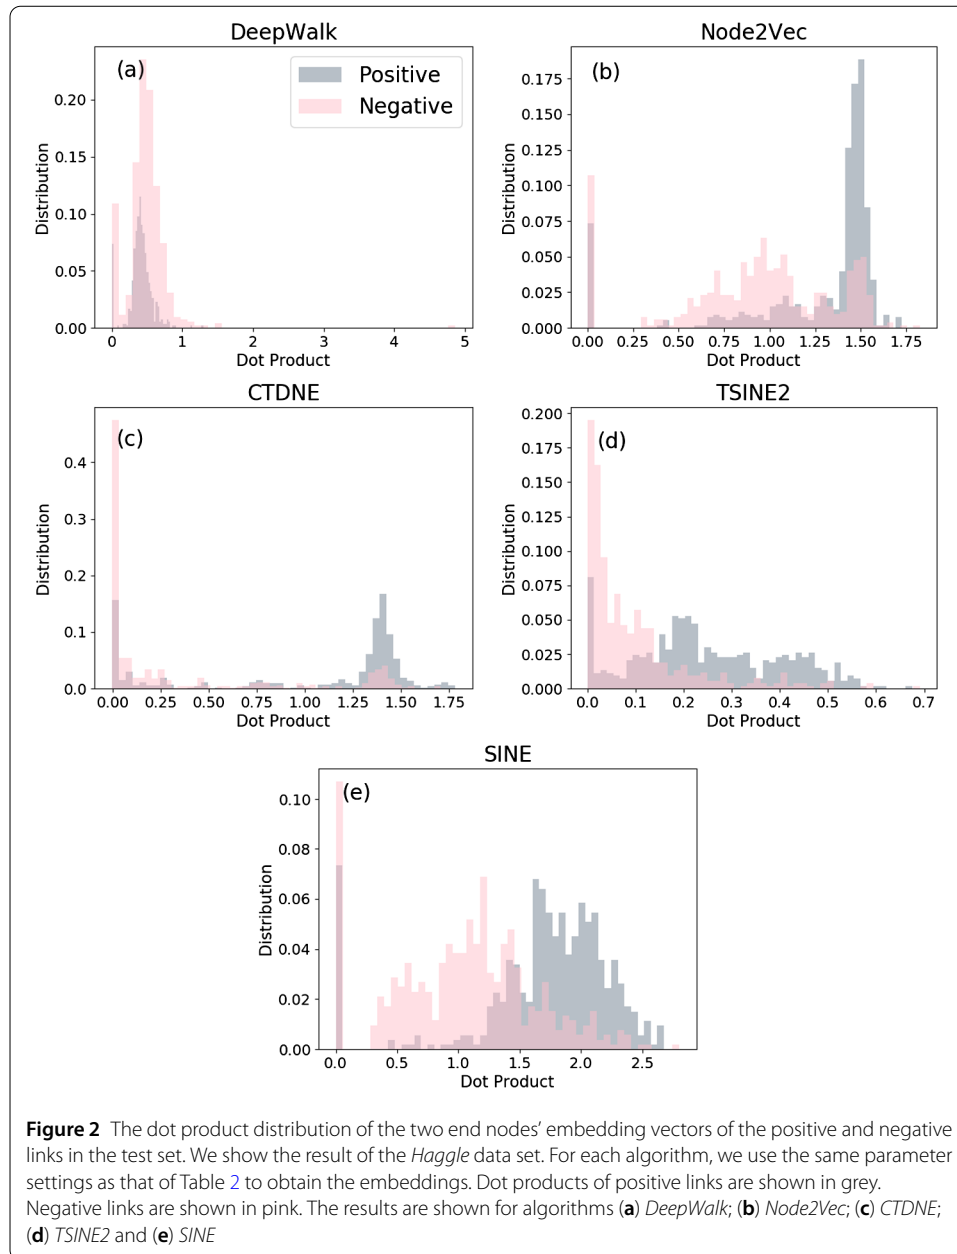 DeepWalk
(a)
Positive
Negative
0.20
0.15
0.10
0.05
0.00
Distribution
0 1 2 3 4 5
Dot Product
Node2Vec
(b)
0.175
0.150
0.125
0.100
0.075
0.050
0.025
0.000
Distribution
0.00 0.25 0.50 0.75 1.00 1.25 1.50 1.75
Dot Product
CTDNE
(c)
0.4
0.3
0.2
0.1
0.0
Distribution
0.00 0.25 0.50 0.75 1.00 1.25 1.50 1.75
Dot Product
TSINE2
(d)
0.200
0.175
0.150
0.125
0.100
0.075
0.050
0.025
0.000
Distribution
0.0 0.1 0.2 0.3 0.4 0.5 0.6 0.7
Dot Product
SINE
(e)
0.10
0.08
0.06
0.04
0.02
0.00
Distribution
0.0 0.5 1.0 1.5 2.0 2.5
Dot Product
Figure 2 The dot product distribution of the two end nodes' embedding vectors of the positive and negative
links in the test set. We show the result of the Haggle data set. For each algorithm, we use the same parameter
settings as that of Table 2 to obtain the embeddings. Dot products of positive links are shown in grey.
Negative links are shown in pink. The results are shown for algorithms (a) DeepWalk; (b) Node2Vec; (c) CTDNE;
(d) TSINE2 and (e) SINE